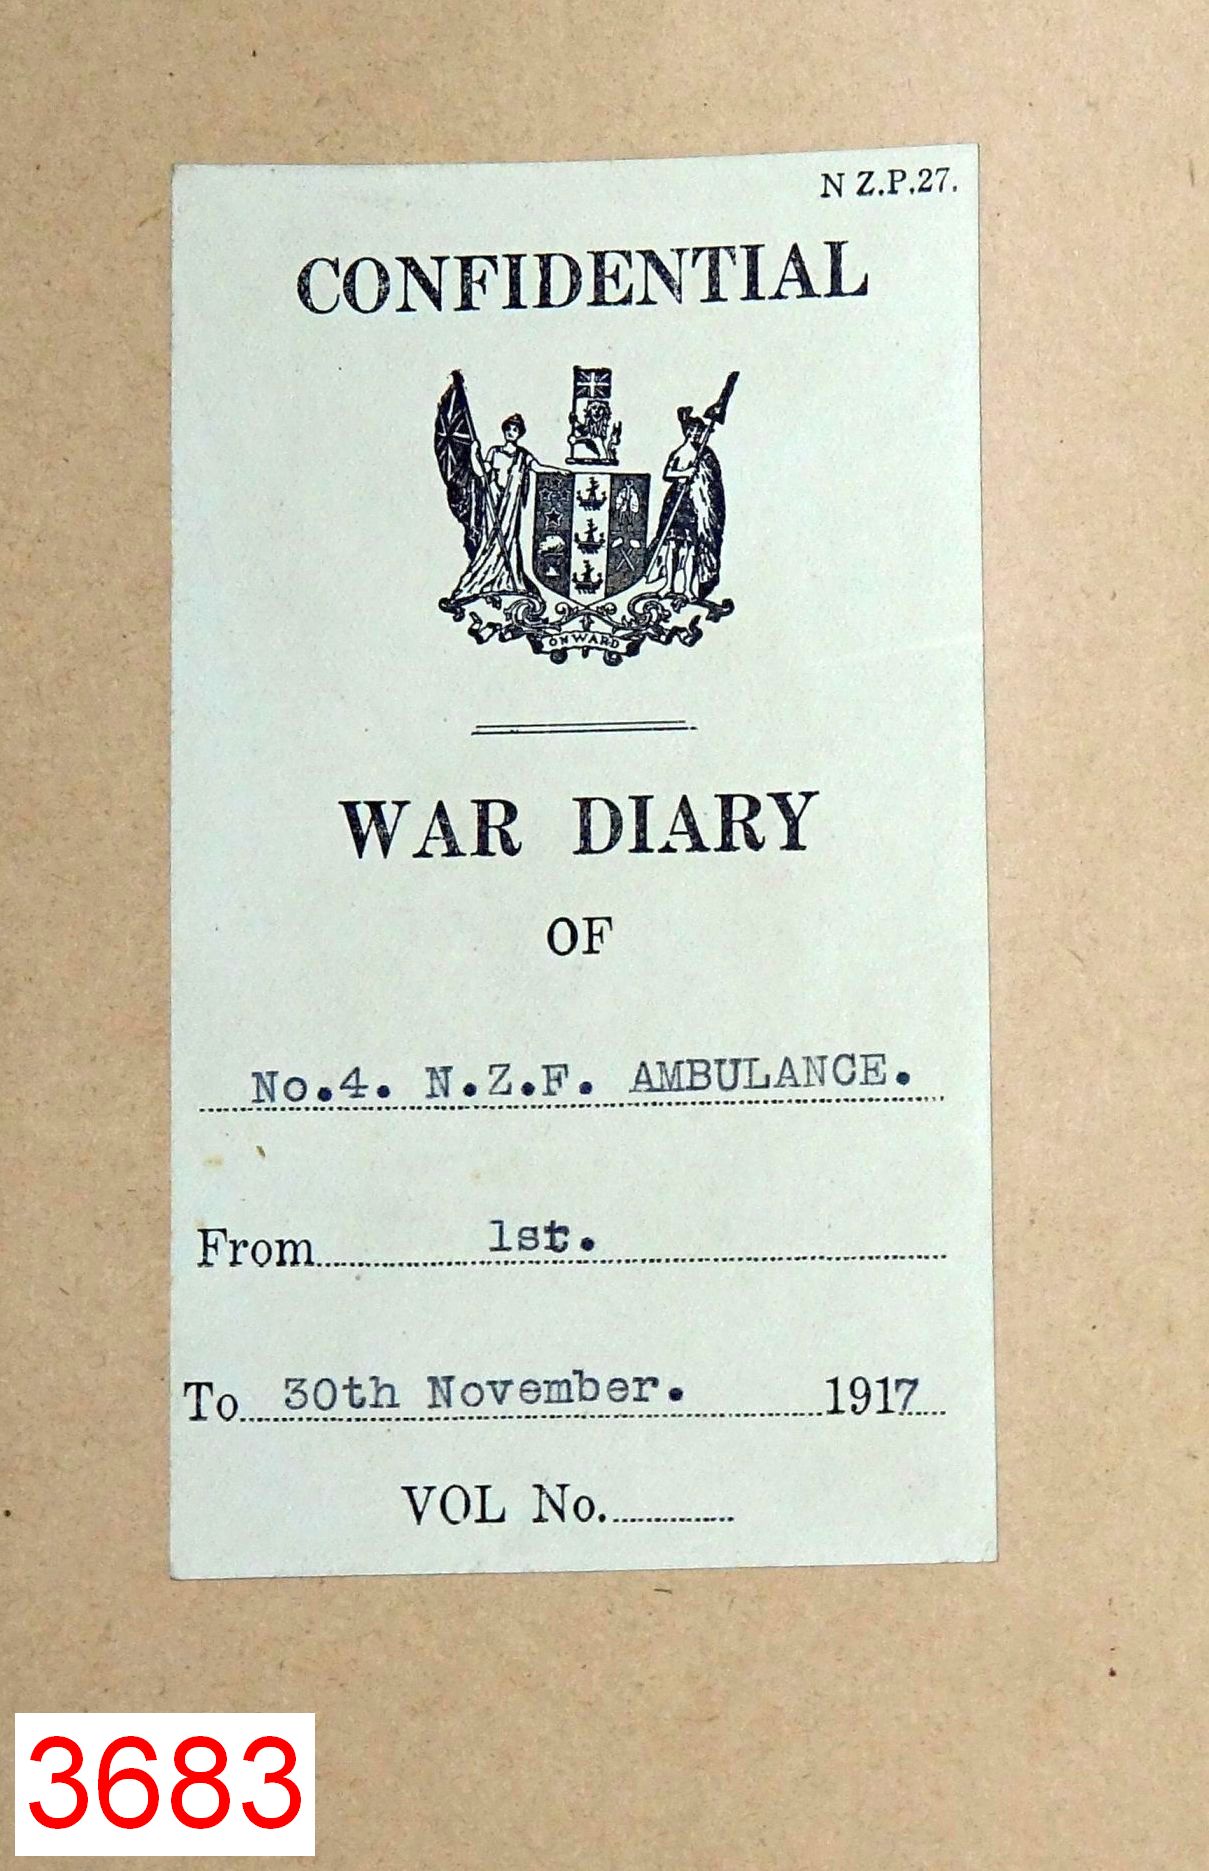 N Z.P.27.
CONFIDENTIAL
ONWARD
WAR DIARY
OF
No.4. N.Z.F. AMBULANCE.
From 1st.
To 30th November. 1917
VOL No.
3683